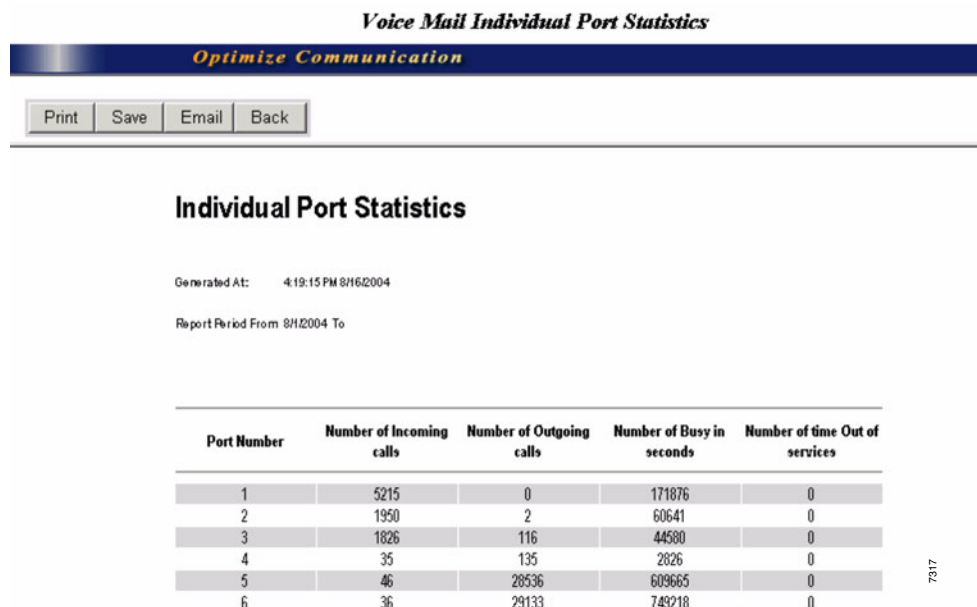 Voice Mail Individual Port Statistics
Optimize Communication
Print Save Email Back
Individual Port Statistics
Generated At: 4:19:15 PM 8/16/2004
Report Period From 8/1/2004 To
Port Number Number of Incoming calls Number of Outgoing calls Number of Busy in seconds Number of time Out of services
1 5215 0 171876 0
2 1950 2 60641 0
3 1826 116 44580 0
4 35 135 2826 0
5 46 28536 609665 0
6 36 29133 749218 0
7317